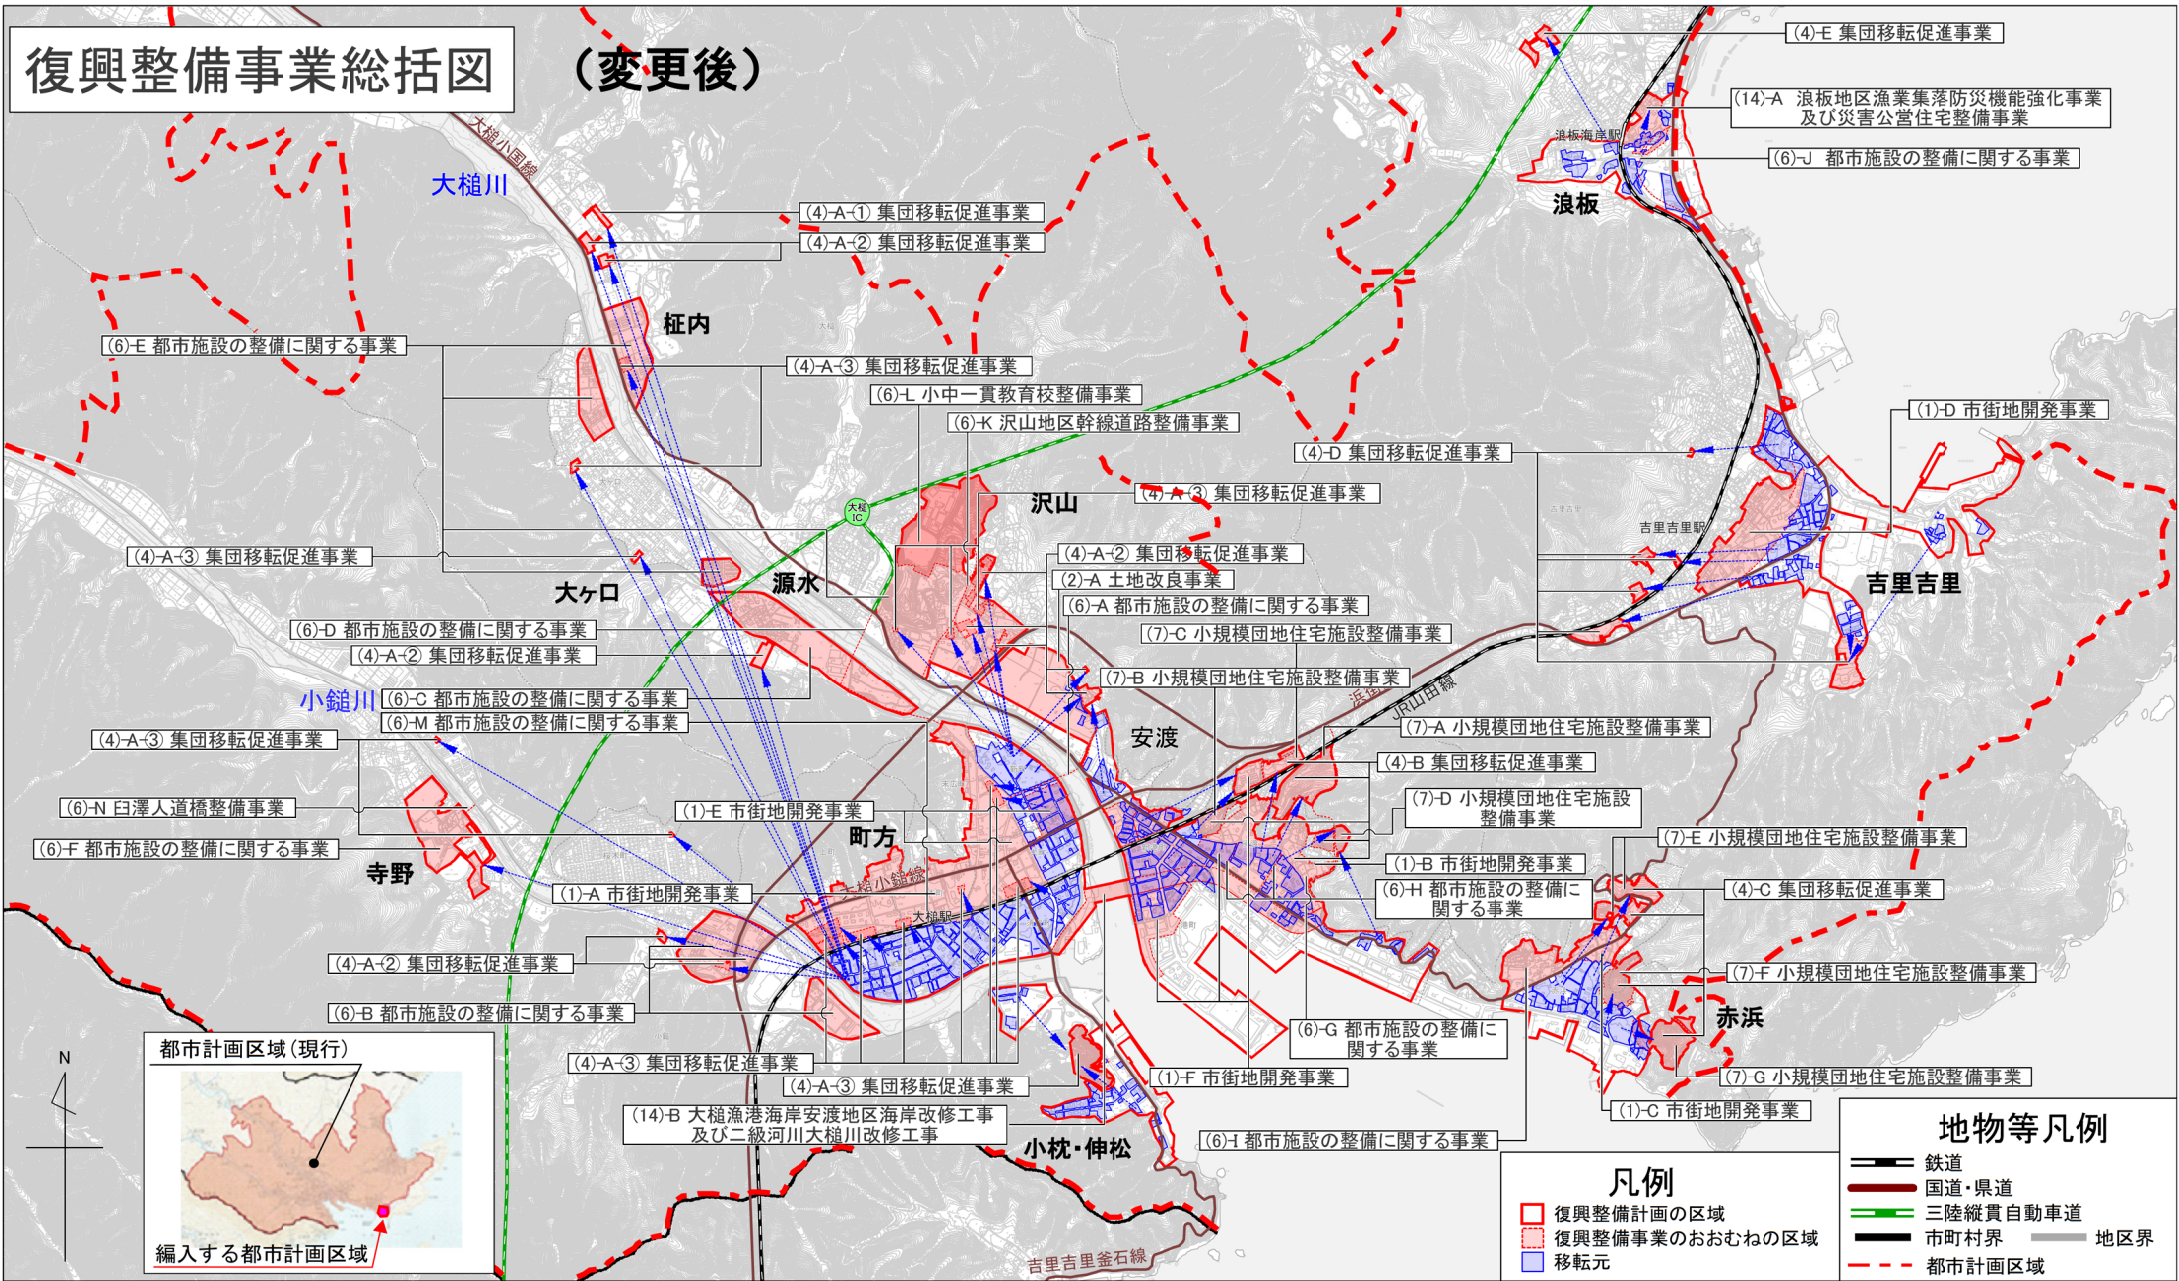 復興整備事業総括図
（変更後）
(4)-E 集団移転促進事業
(14)-A 浪板地区漁業集落防災機能強化事業
及び災害公営住宅整備事業
浪板海岸駅
(6)-J 都市施設の整備に関する事業
浪板
大槌小国線
大槌川
(4)-A-① 集団移転促進事業
(4)-A-② 集団移転促進事業
柾内
(6)-E 都市施設の整備に関する事業
(4)-A-③ 集団移転促進事業
(6)-L 小中一貫教育校整備事業
(6)-K 沢山地区幹線道路整備事業
(1)-D 市街地開発事業
(4)-D 集団移転促進事業
(4)-A-③ 集団移転促進事業
沢山
大槌
IC
吉里吉里駅
(4)-A-③ 集団移転促進事業
(4)-A-② 集団移転促進事業
(2)-A 土地改良事業
源水
大ヶ口
吉里吉里
(6)-A 都市施設の整備に関する事業
(6)-D 都市施設の整備に関する事業
(7)-C 小規模団地住宅施設整備事業
(4)-A-② 集団移転促進事業
(7)-B 小規模団地住宅施設整備事業
小鎚川
(6)-C 都市施設の整備に関する事業
(6)-M 都市施設の整備に関する事業
JR山田線
(7)-A 小規模団地住宅施設整備事業
安渡
(4)-A-③ 集団移転促進事業
(4)-B 集団移転促進事業
(6)-N 臼澤人道橋整備事業
(1)-E 市街地開発事業
(7)-D 小規模団地住宅施設
整備事業
町方
(7)-E 小規模団地住宅施設整備事業
(6)-F 都市施設の整備に関する事業
寺野
(1)-B 市街地開発事業
(1)-A 市街地開発事業
大槌小鎚線
大槌駅
(6)-H 都市施設の整備に
関する事業
(4)-C 集団移転促進事業
(4)-A-② 集団移転促進事業
(7)-F 小規模団地住宅施設整備事業
(6)-B 都市施設の整備に関する事業
赤浜
(6)-G 都市施設の整備に
関する事業
(4)-A-③ 集団移転促進事業
(4)-A-③ 集団移転促進事業
(1)-F 市街地開発事業
(7)-G 小規模団地住宅施設整備事業
(14)-B 大槌漁港海岸安渡地区海岸改修工事
及び二級河川大槌川改修工事
(1)-C 市街地開発事業
小枕・伸松
(6)-I 都市施設の整備に関する事業
吉里吉里釜石線
N
都市計画区域（現行）
編入する都市計画区域
凡例
復興整備計画の区域
復興整備事業のおおむねの区域
移転元
地物等凡例
鉄道
国道・県道
三陸縦貫自動車道
市町村界
地区界
都市計画区域